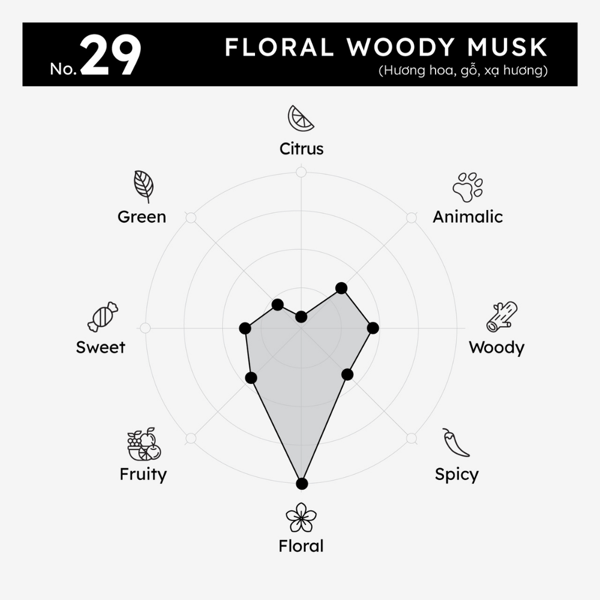 No.29
FLORAL WOODY MUSK
(Hương hoa, gỗ, xạ hương)
Citrus
Green
Animalic
Sweet
Woody
Fruity
Spicy
Floral